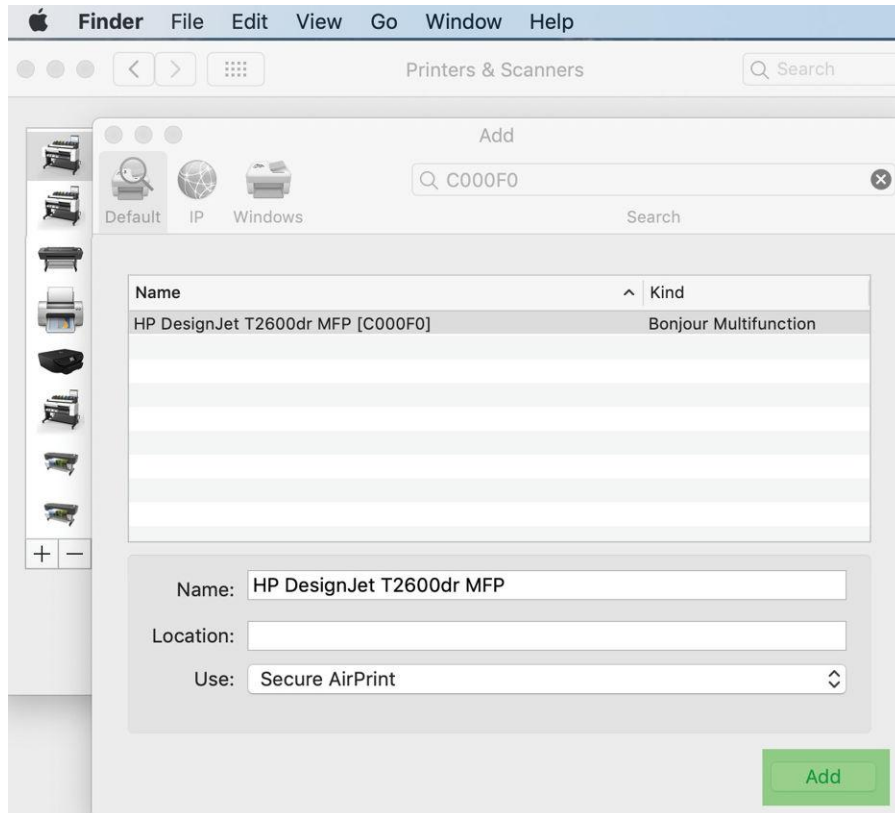 Finder File Edit View Go Window Help
Printers & Scanners Search
Add
C000F0
Default IP Windows Search
Name Kind
HP DesignJet T2600dr MFP [C000F0] Bonjour Multifunction
Name: HP DesignJet T2600dr MFP
Location:
Use: Secure AirPrint
Add